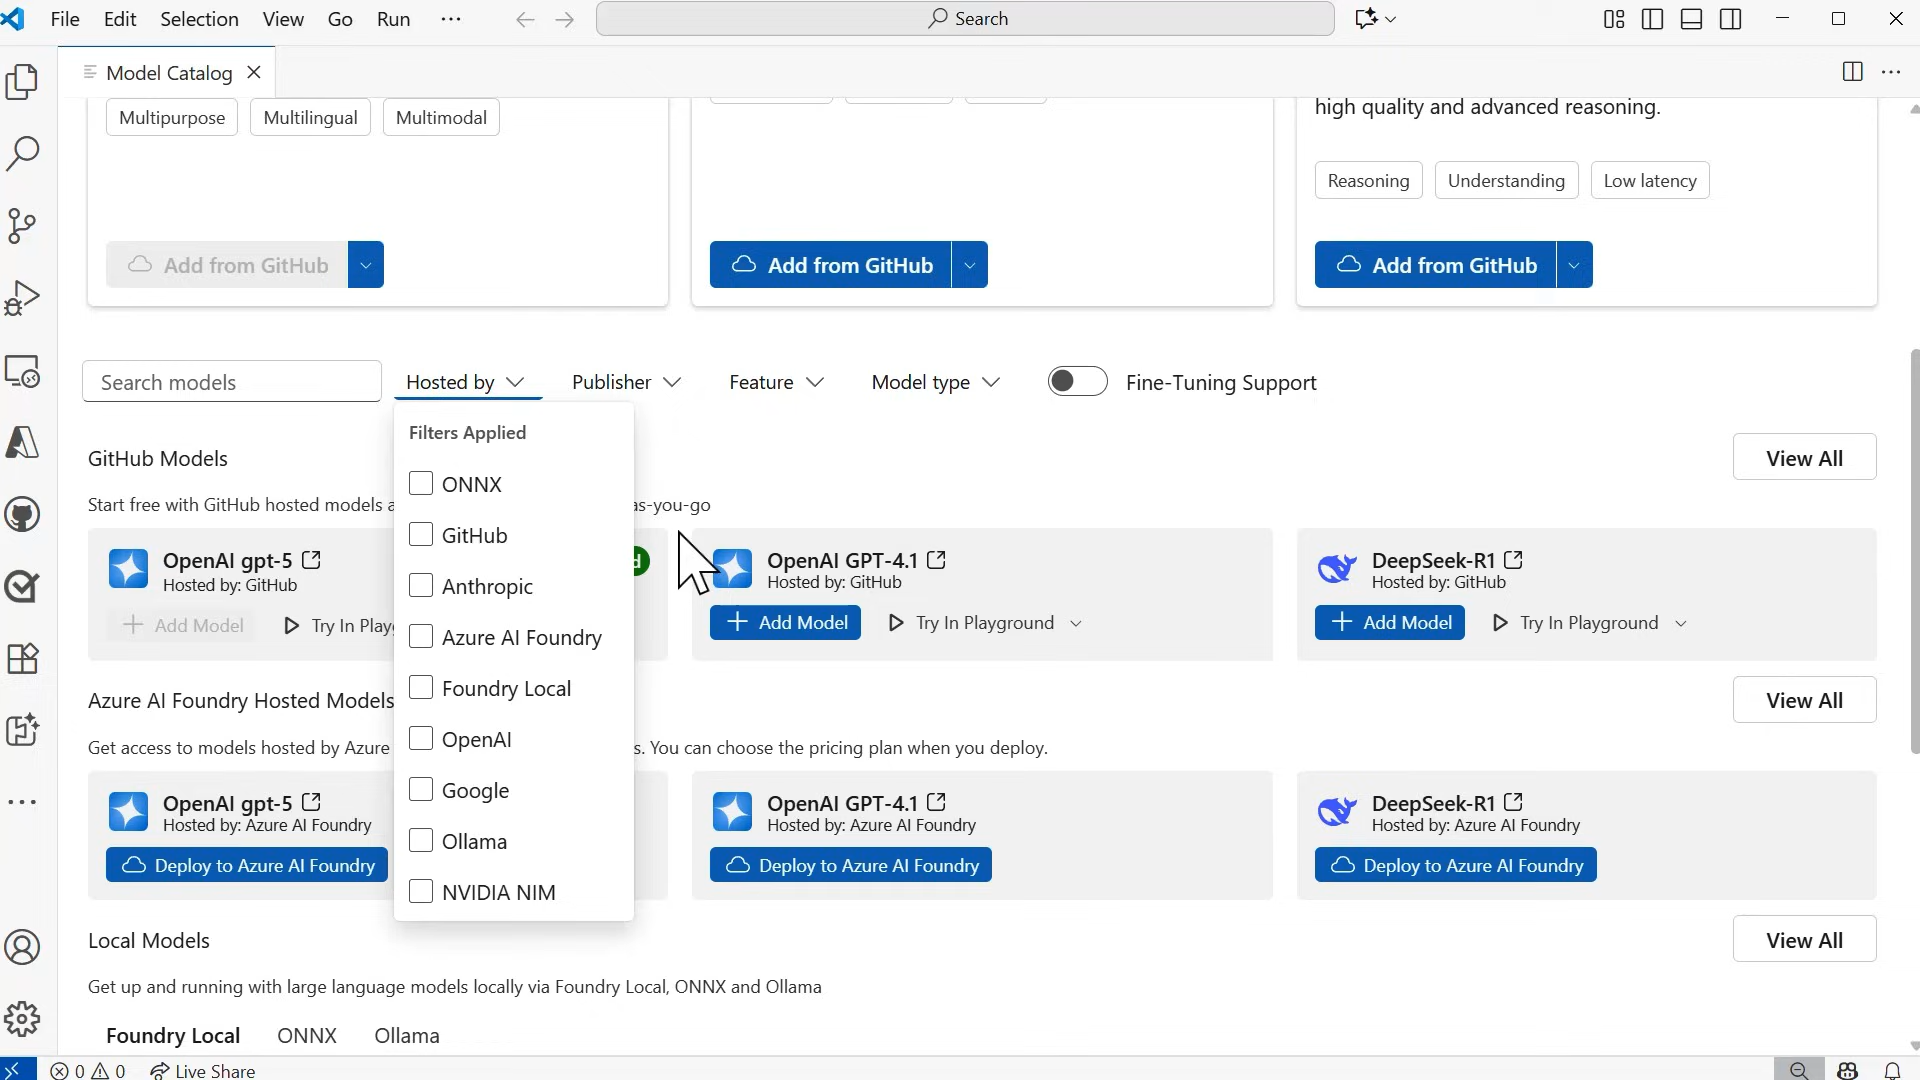 File Edit Selection View Go Run ··· Search
Model Catalog
Multipurpose Multilingual Multimodal
high quality and advanced reasoning.
Reasoning Understanding Low latency
Add from GitHub Add from GitHub Add from GitHub
Search models Hosted by Publisher Feature Model type Fine-Tuning Support
Filters Applied
ONNX
GitHub
Anthropic
Azure AI Foundry
Foundry Local
OpenAI
Google
Ollama
NVIDIA NIM
GitHub Models View All
Start free with GitHub hosted models as-you-go
OpenAI gpt-5 OpenAI GPT-4.1 DeepSeek-R1
Hosted by: GitHub Hosted by: GitHub Hosted by: GitHub
Add Model Try In Play Add Model Try In Playground Add Model Try In Playground
Azure AI Foundry Hosted Models View All
Get access to models hosted by Azure s. You can choose the pricing plan when you deploy.
OpenAI gpt-5 OpenAI GPT-4.1 DeepSeek-R1
Hosted by: Azure AI Foundry Hosted by: Azure AI Foundry Hosted by: Azure AI Foundry
Deploy to Azure AI Foundry Deploy to Azure AI Foundry Deploy to Azure AI Foundry
Local Models View All
Get up and running with large language models locally via Foundry Local, ONNX and Ollama
Foundry Local ONNX Ollama
0 0 Live Share